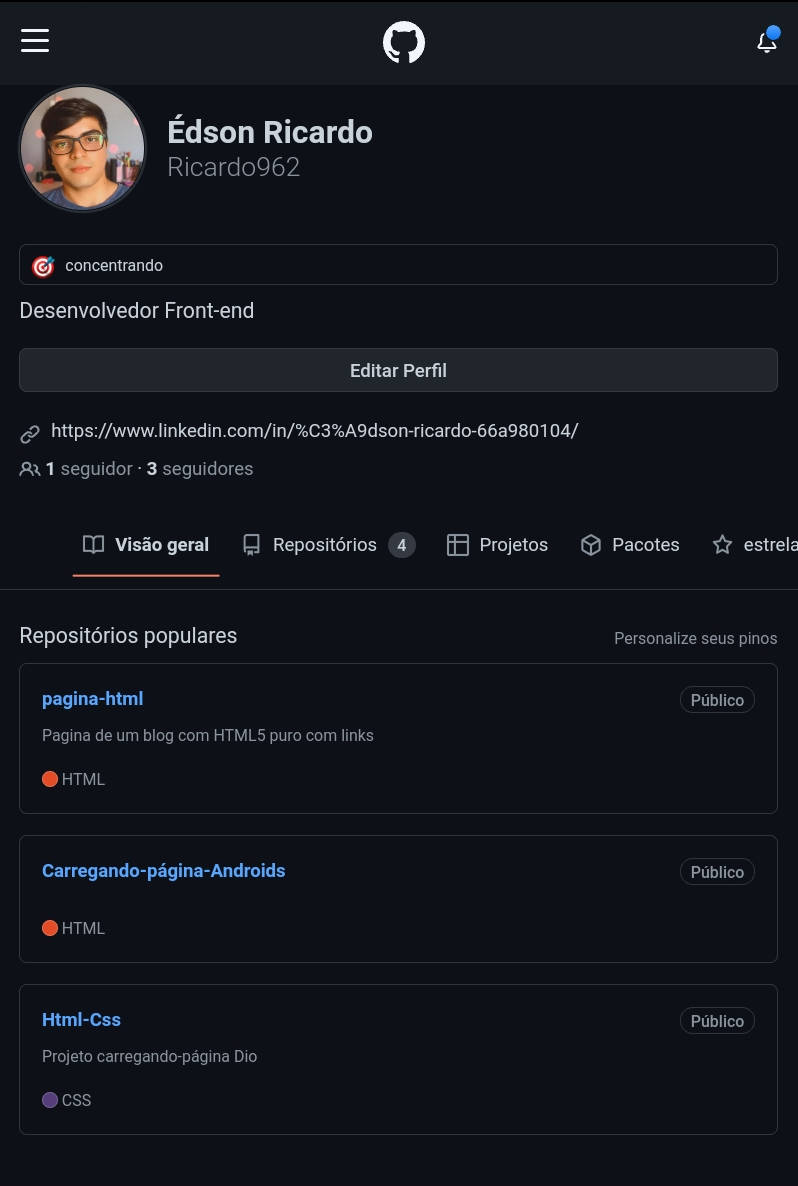 Édson Ricardo
Ricardo962
concentrando
Desenvolvedor Front-end
Editar Perfil
https://www.linkedin.com/in/%C3%A9dson-ricardo-66a980104/
1 seguidor · 3 seguidores
Visão geral Repositórios 4 Projetos Pacotes estrela
Repositórios populares Personalize seus pinos
pagina-html Público
Pagina de um blog com HTML5 puro com links
HTML
Carregando-página-Androids Público
HTML
Html-Css Público
Projeto carregando-página Dio
CSS